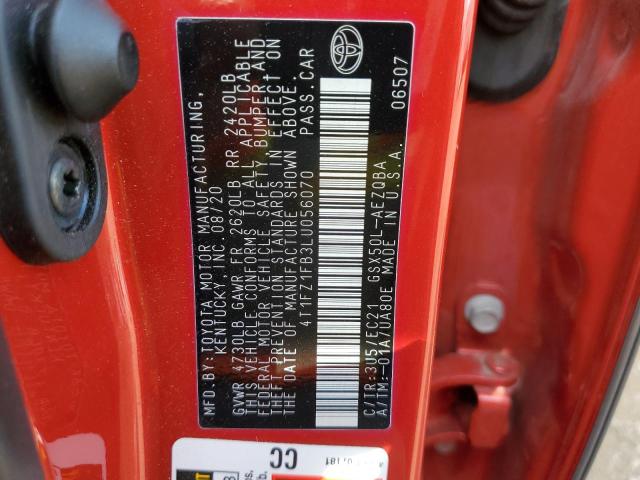 MFD. BY: TOYOTA MOTOR MANUFACTURING,
KENTUCKY, INC. 08/20
GVWR 4730LB GAWR FR 2620LB RR 2420LB
THIS VEHICLE CONFORMS TO ALL APPLICABLE
FEDERAL MOTOR VEHICLE SAFETY, BUMPER AND
THEFT PREVENTION STANDARDS IN EFFECT ON
THE DATE OF MANUFACTURE SHOWN ABOVE.
4T1FZ1FB3LU056070 PASS.CAR
C/TR:3U5/EC21 GSX50L-AEZQBA
A/TM:-01A/UA80E MADE IN U.S.A.
06507
CC